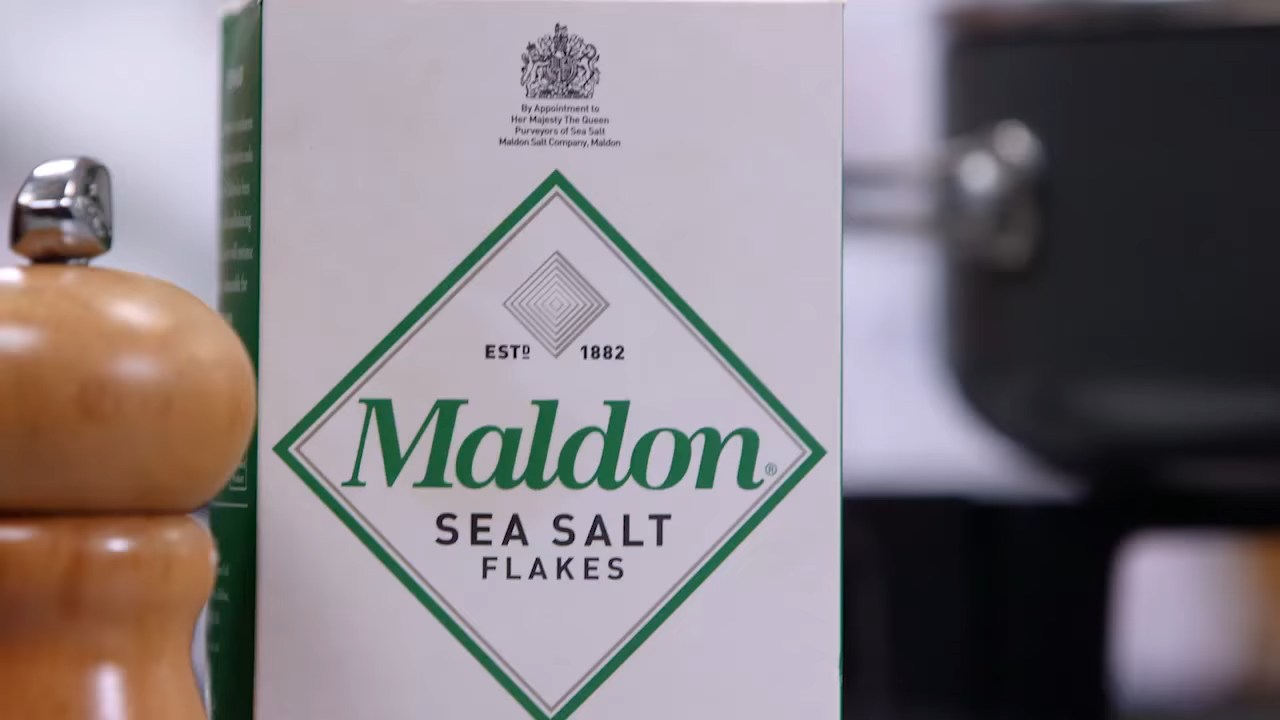 By Appointment to
Her Majesty The Queen
Purveyors of Sea Salt
Maldon Salt Company, Maldon
ESTD 1882
Maldon®
SEA SALT
FLAKES